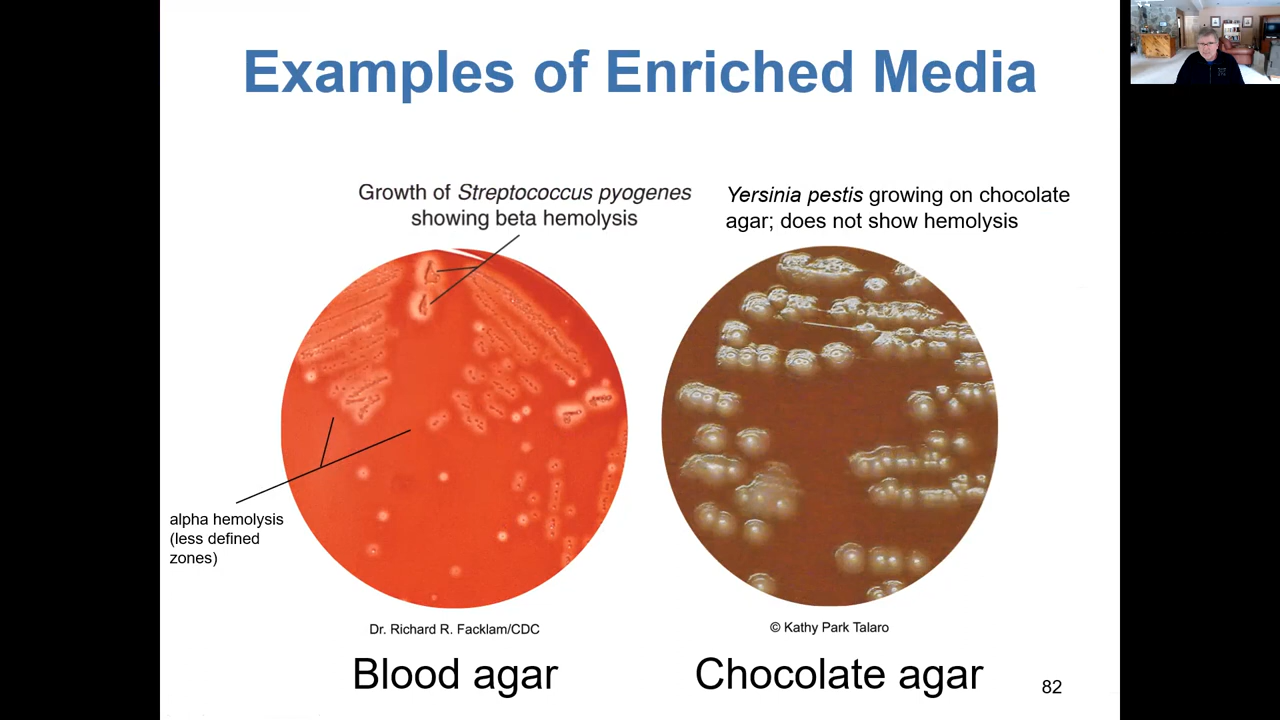 Examples of Enriched Media
Growth of Streptococcus pyogenes
showing beta hemolysis
Yersinia pestis growing on chocolate
agar; does not show hemolysis
alpha hemolysis
(less defined
zones)
Dr. Richard R. Facklam/CDC
© Kathy Park Talaro
Blood agar
Chocolate agar
82